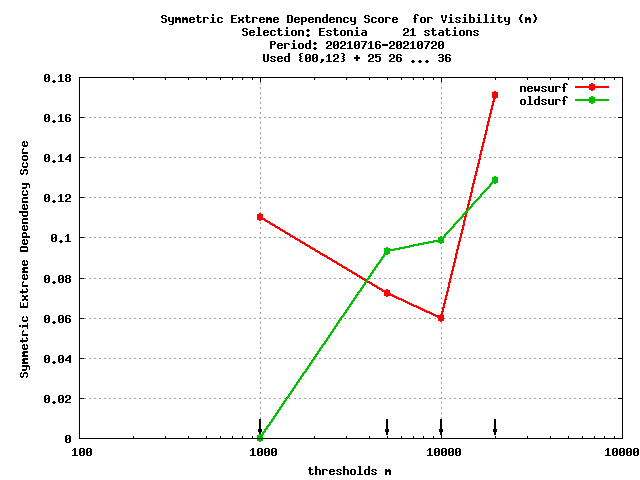 Symmetric Extreme Dependency Score  for Visibility (m)
Selection: Estonia     21 stations
Period: 20210716-20210720
Used {00,12} + 25 26 ... 36
newsurf
oldsurf
Symmetric Extreme Dependency Score
0.18
0.16
0.14
0.12
0.1
0.08
0.06
0.04
0.02
0
100
1000
10000
10000
thresholds m